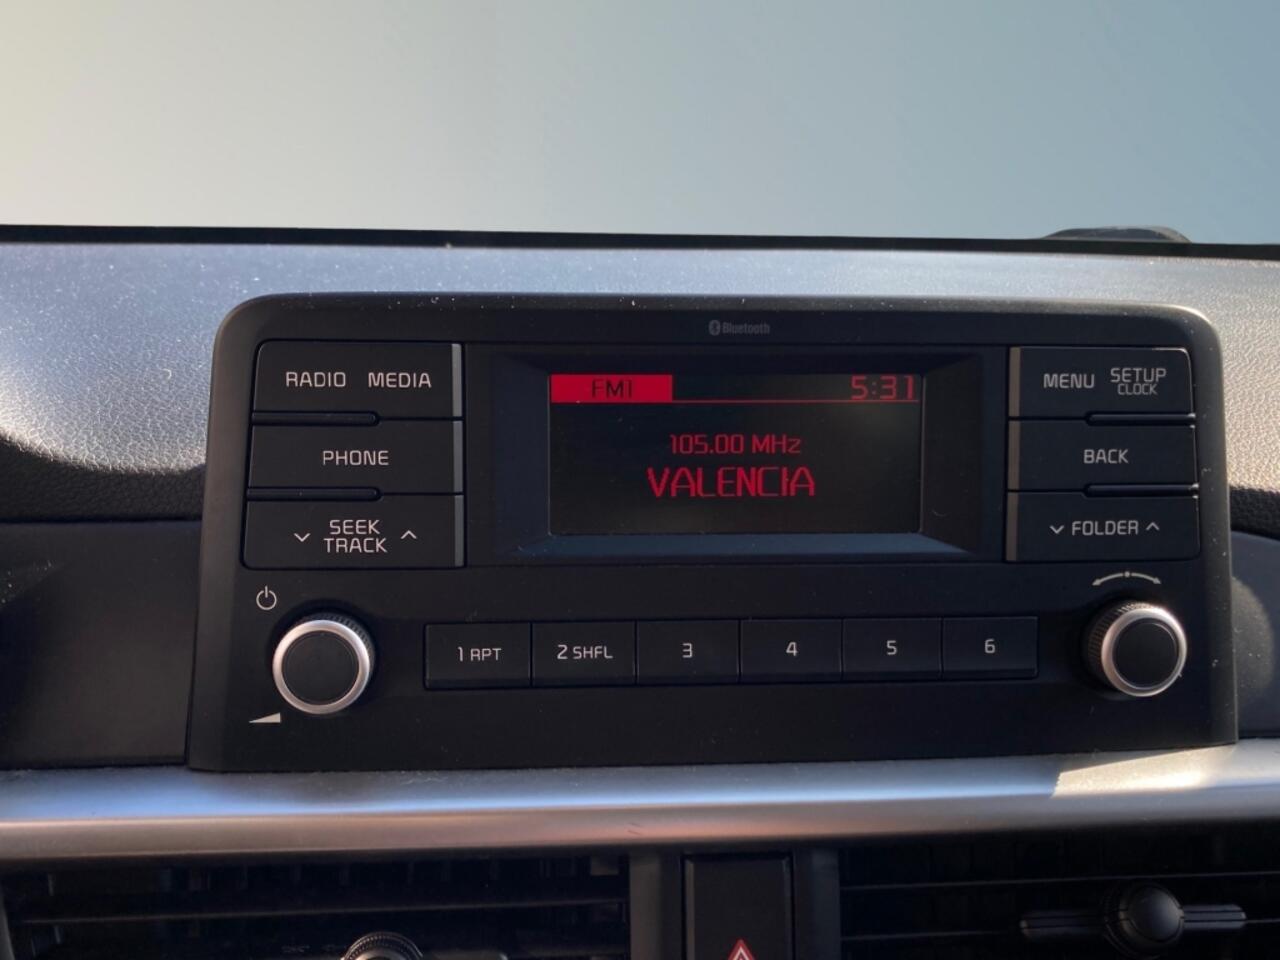 Bluetooth
RADIO MEDIA
PHONE
SEEK
TRACK
FM1 5:31
105.00 MHz
VALENCIA
MENU SETUP
CLOCK
BACK
FOLDER
1 RPT 2 SHFL 3 4 5 6